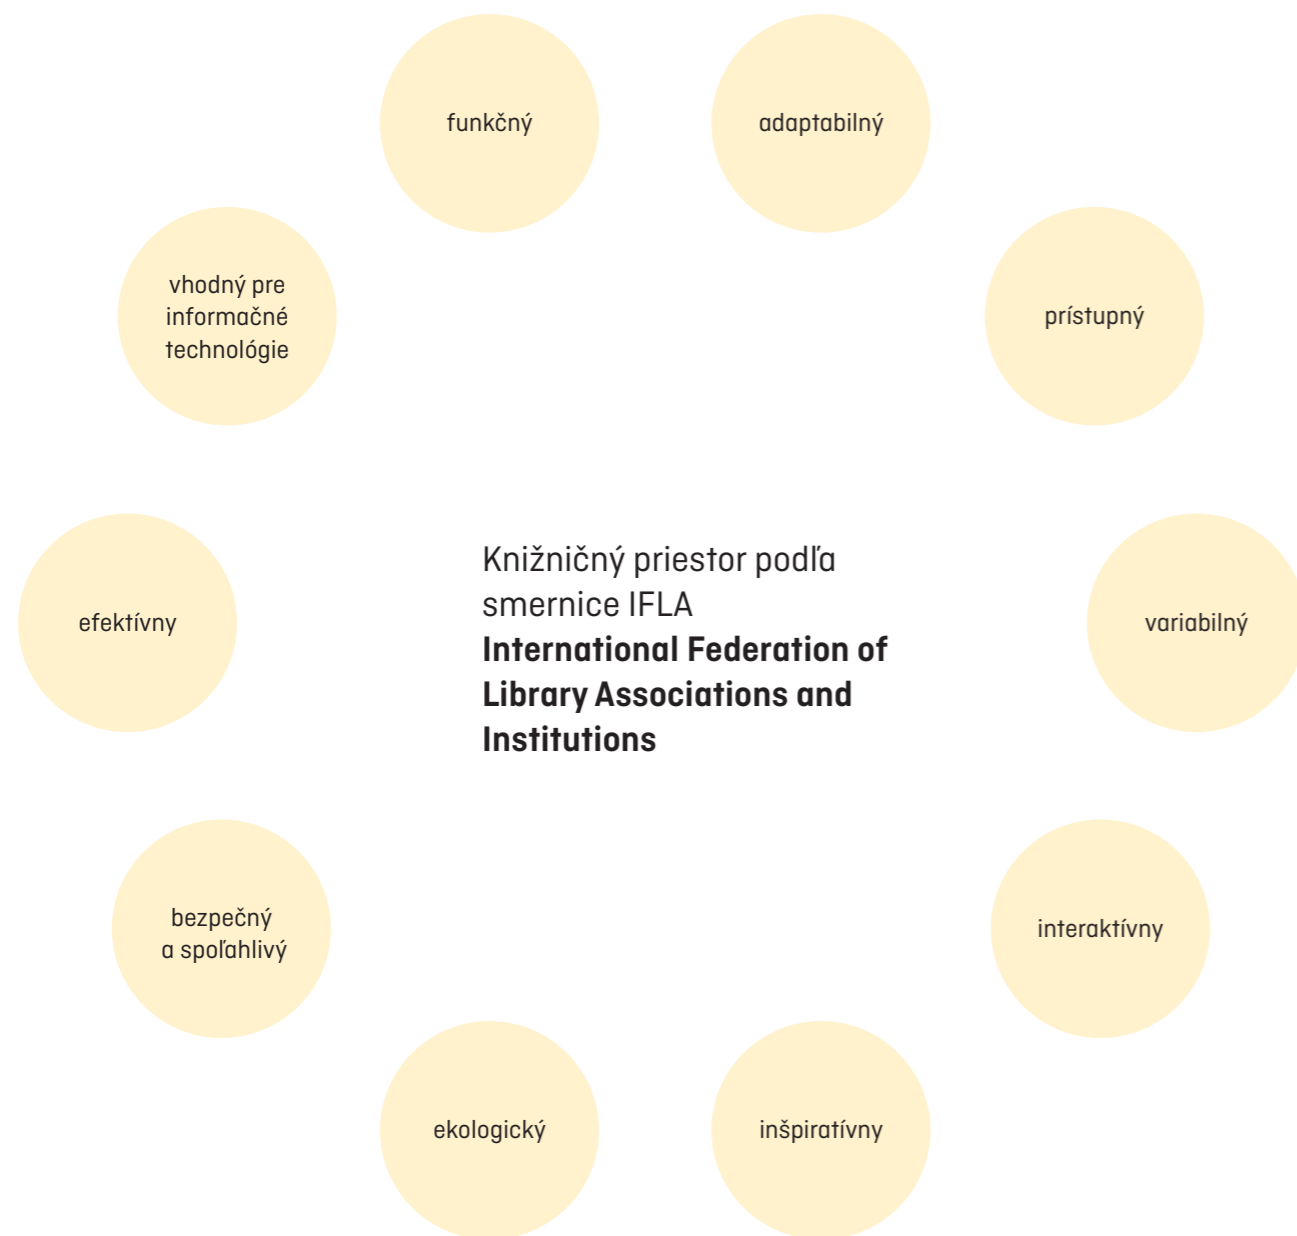 funkčný
adaptabilný
vhodný pre
informačné
technológie
prístupný
Knižničný priestor podľa
smernice IFLA
International Federation of
Library Associations and
Institutions
efektívny
variabilný
bezpečný
a spoľahlivý
interaktívny
ekologický
inšpiratívny